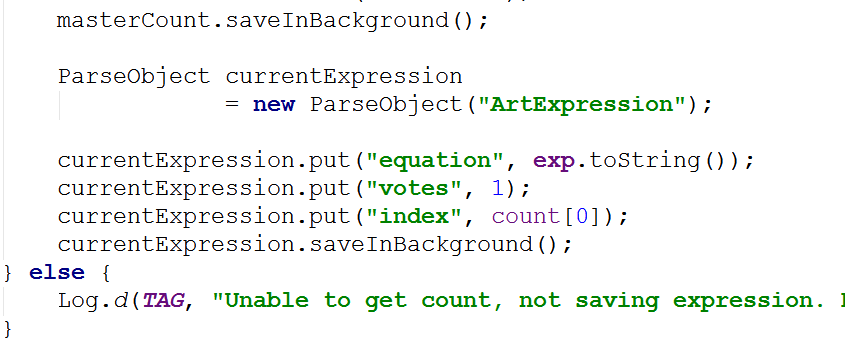 masterCount.saveInBackground();
ParseObject currentExpression
= new ParseObject("ArtExpression");
currentExpression.put("equation", exp.toString());
currentExpression.put("votes", 1);
currentExpression.put("index", count[0]);
currentExpression.saveInBackground();
} else {
Log.d(TAG, "Unable to get count, not saving expression.
}